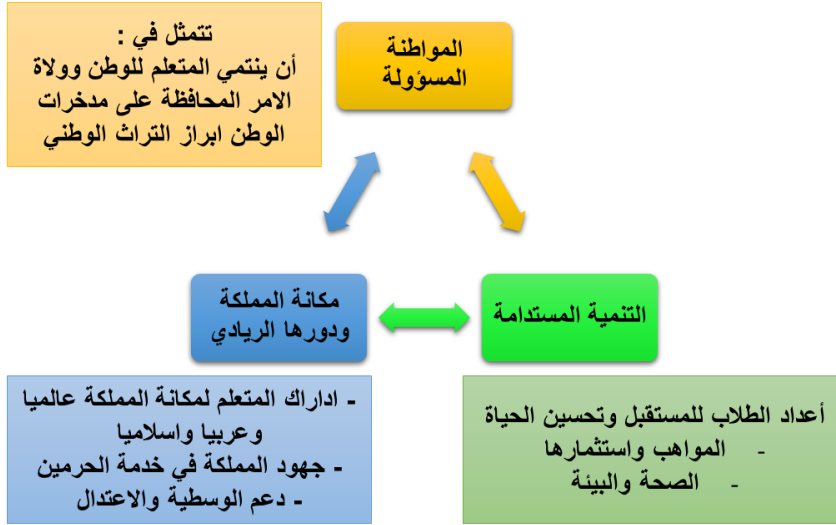 المواطنة
المسؤولة
تتمثل في :
أن ينتمي المتعلم للوطن وولاة
الامر المحافظة على مدخرات
الوطن ابراز التراث الوطني
التنمية المستدامة
مكانة المملكة
ودورها الريادي
أعداد الطلاب للمستقبل وتحسين الحياة
- المواهب واستثمارها
- الصحة والبيئة
- اداراك المتعلم لمكانة المملكة عالميا
وعربيا واسلاميا
- جهود المملكة في خدمة الحرمين
- دعم الوسطية والاعتدال